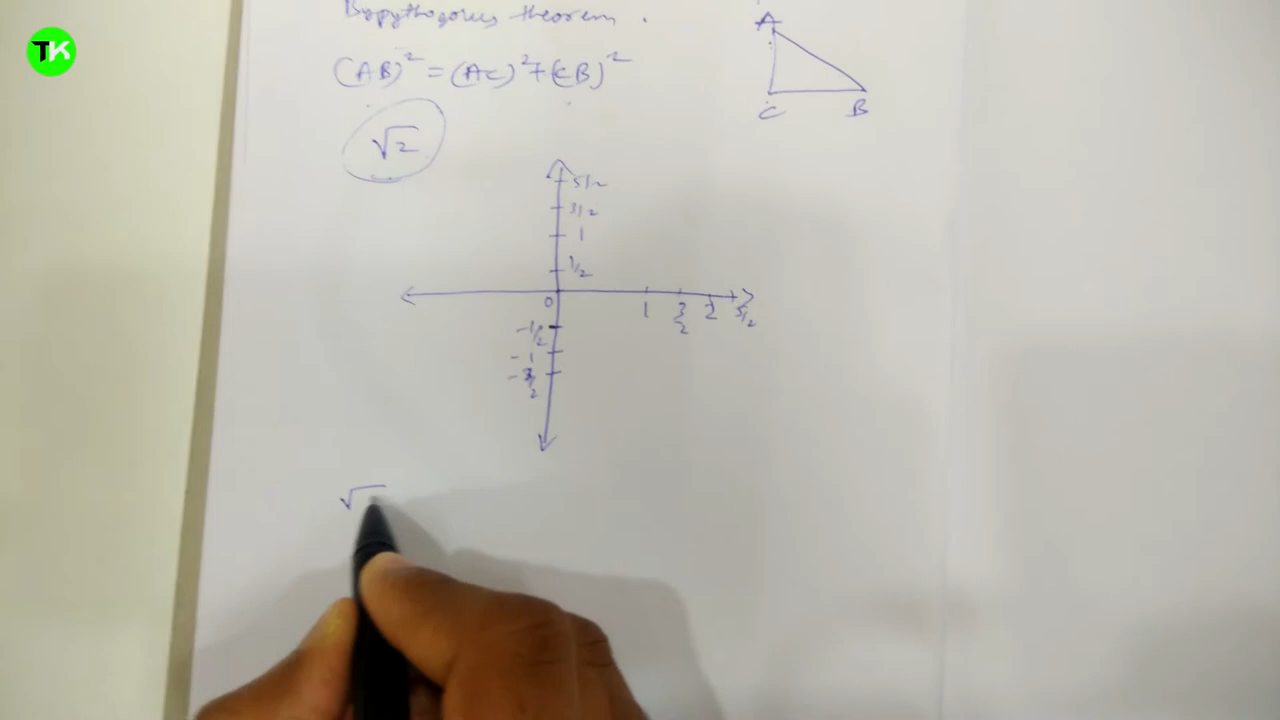 TK
Bypythagorus theorem.
A
(AB)² = (AC)² + (CB)²
C B
√2
5/2
3/2
1
1/2
0 1 3/2 2 5/2
-1/2
-1
-3/2
√